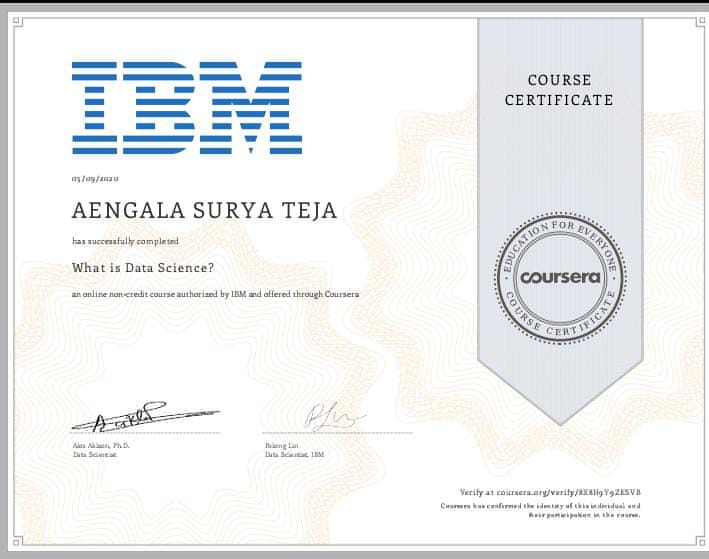 IBM
COURSE
CERTIFICATE
05/09/2020
AENGALA SURYA TEJA
has successfully completed
What is Data Science?
an online non-credit course authorized by IBM and offered through Coursera
EDUCATION FOR EVERYONE
coursera
COURSE CERTIFICATE
Alex Aklson, Ph.D.
Data Scientist
Polong Lin
Data Scientist, IBM
Verify at coursera.org/verify/8X8H9Y9ZKSVB
Coursera has confirmed the identity of this individual and
their participation in the course.